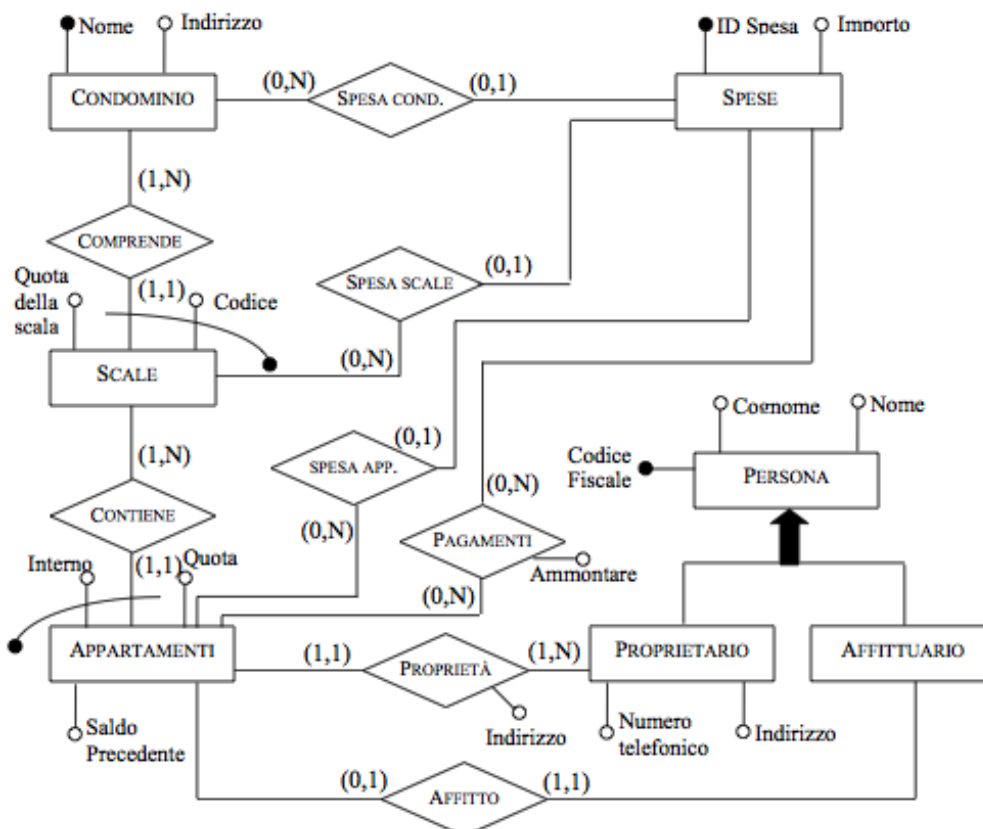 Nome
Indirizzo
ID Spesa
Importo
CONDOMINIO
(0,N)
SPESA COND.
(0,1)
SPESE
(1,N)
COMPRENDE
Quota
della
scala
(1,1)
Codice
SPESA SCALE
(0,1)
SCALE
(0,N)
(1,N)
CONTIENE
SPESA APP.
(0,1)
(0,N)
(0,N)
PAGAMENTI
Ammontare
(0,N)
Cognome
Nome
Codice
Fiscale
PERSONA
Interno
(1,1)
Quota
APPARTAMENTI
(1,1)
PROPRIETÀ
(1,N)
PROPRIETARIO
AFFITTUARIO
Saldo
Precedente
Indirizzo
Numero
telefonico
Indirizzo
(0,1)
AFFITTO
(1,1)